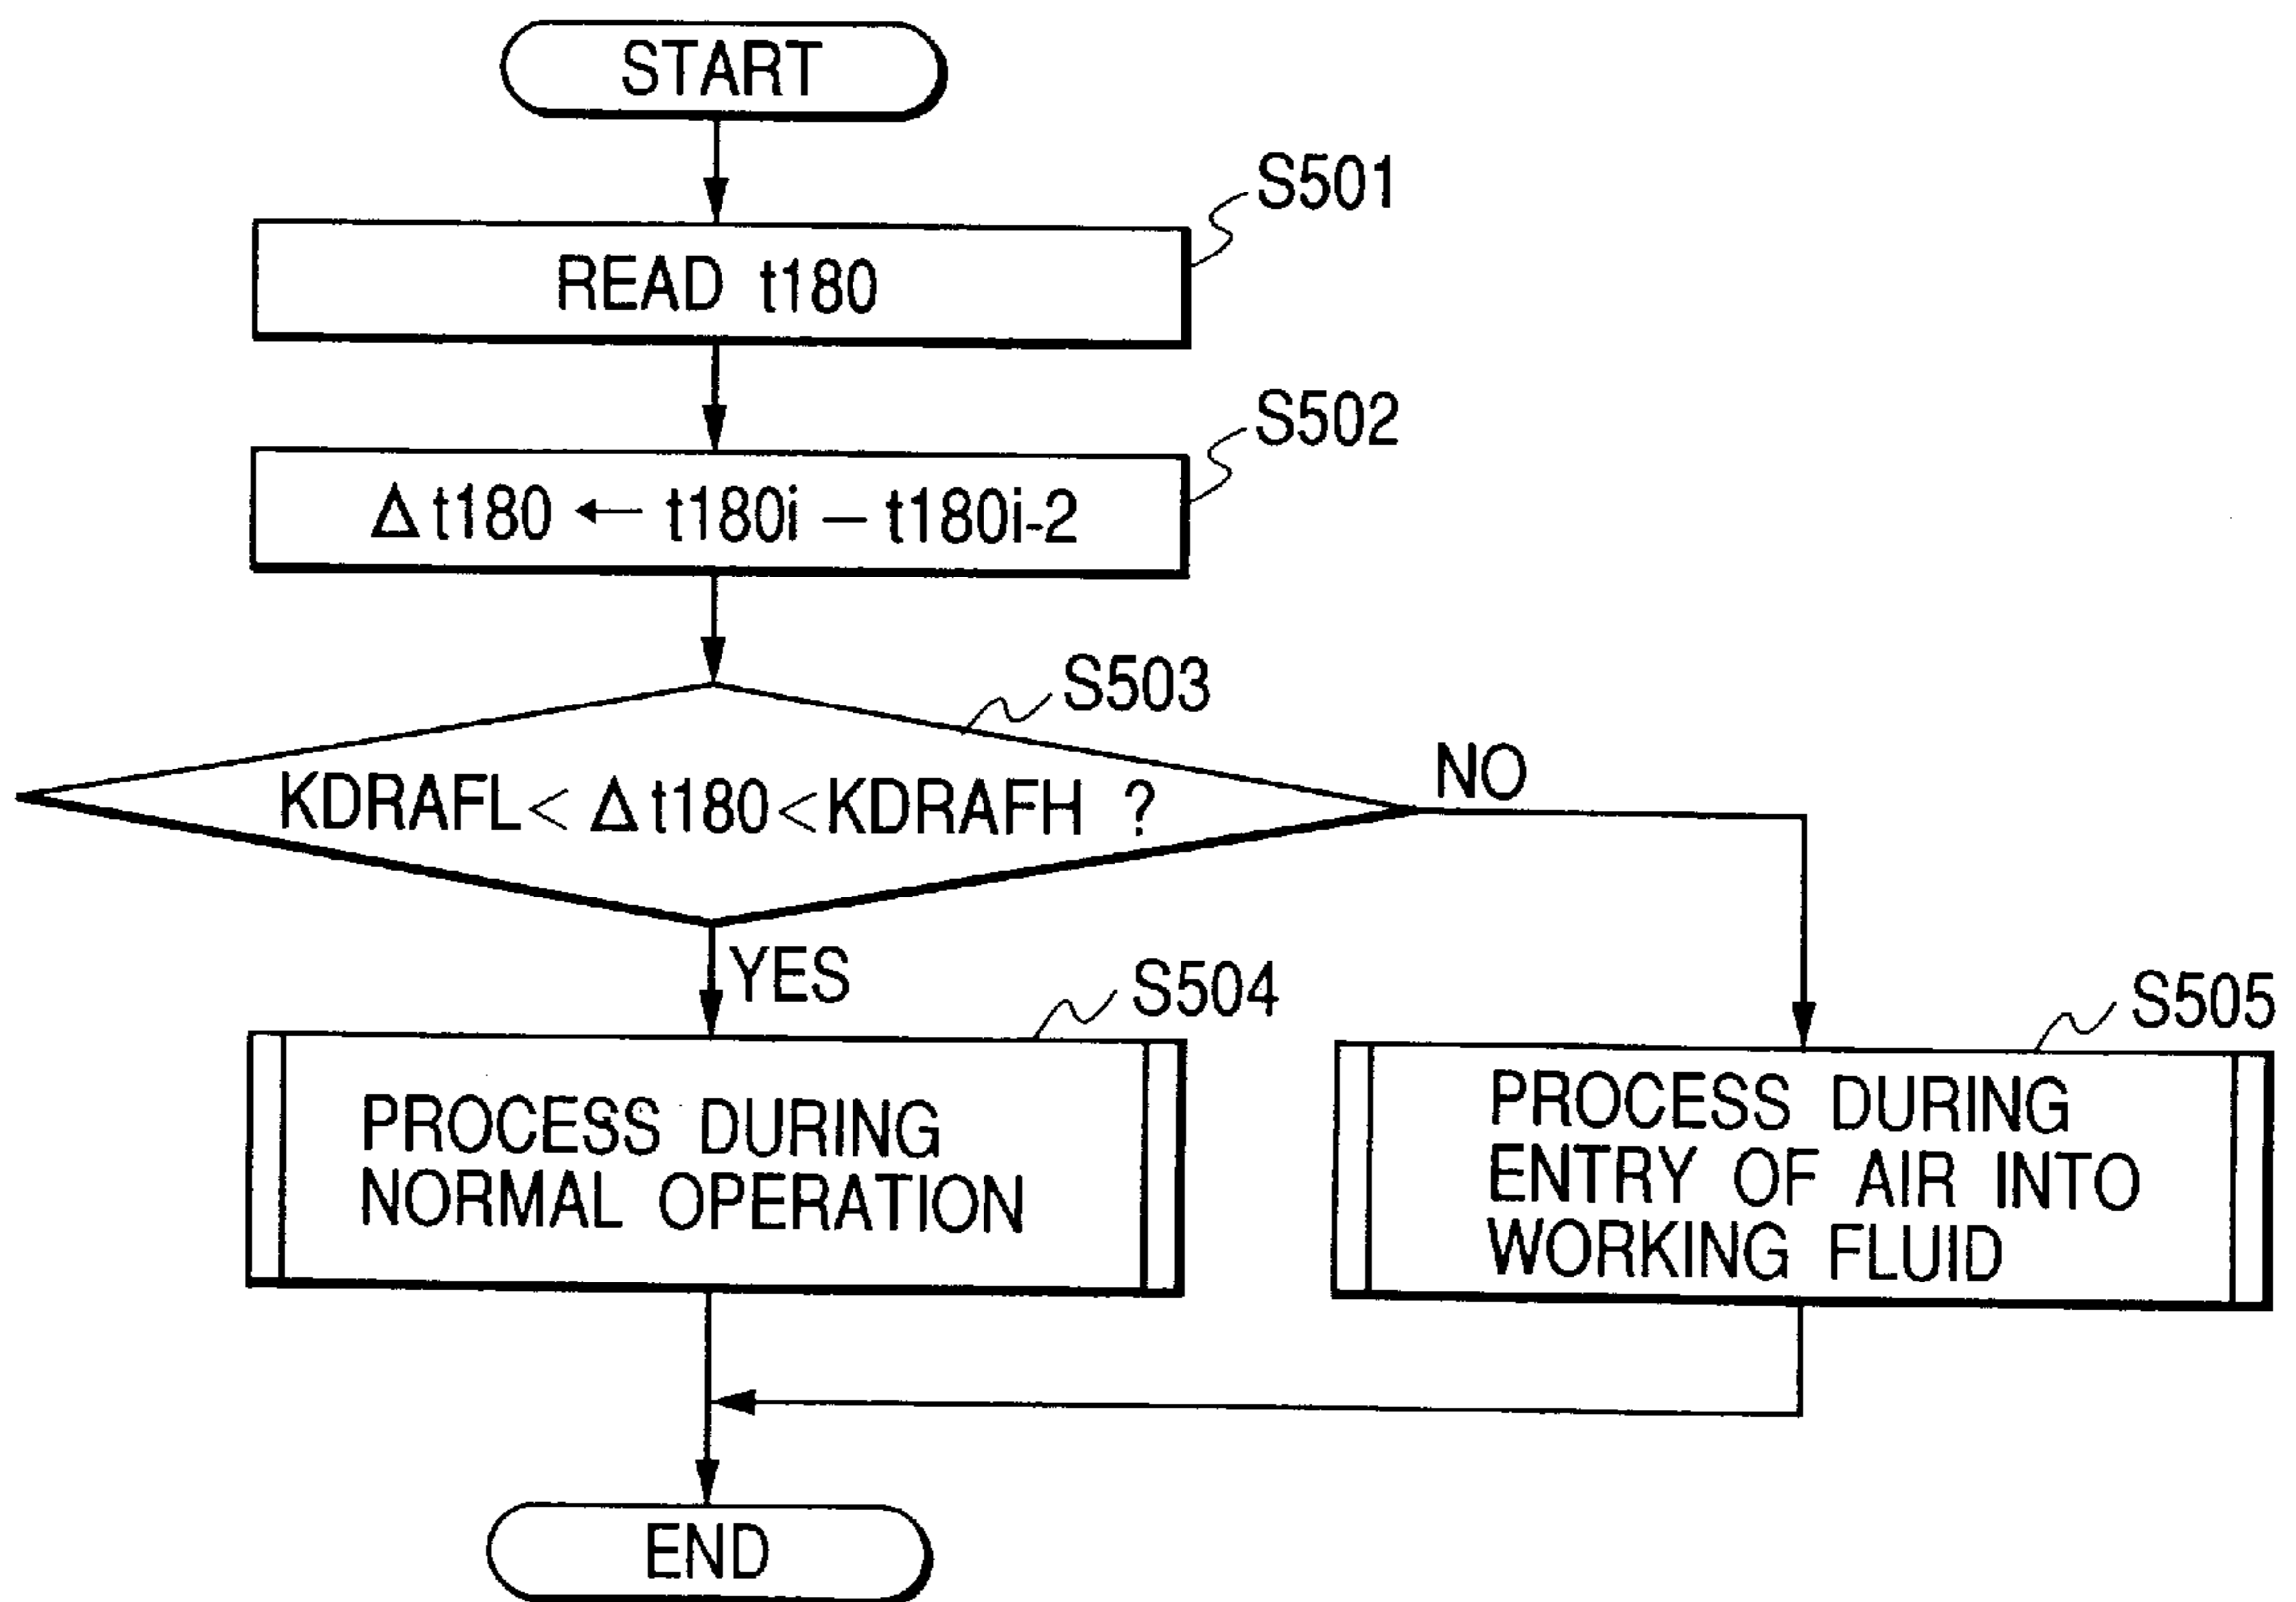 START
S501
READ t180
S502
Δt180 ← t180i – t180i-2
S503
KDRAFL < Δt180 < KDRAFH ?
NO
YES
S504
PROCESS DURING
NORMAL OPERATION
S505
PROCESS DURING
ENTRY OF AIR INTO
WORKING FLUID
END